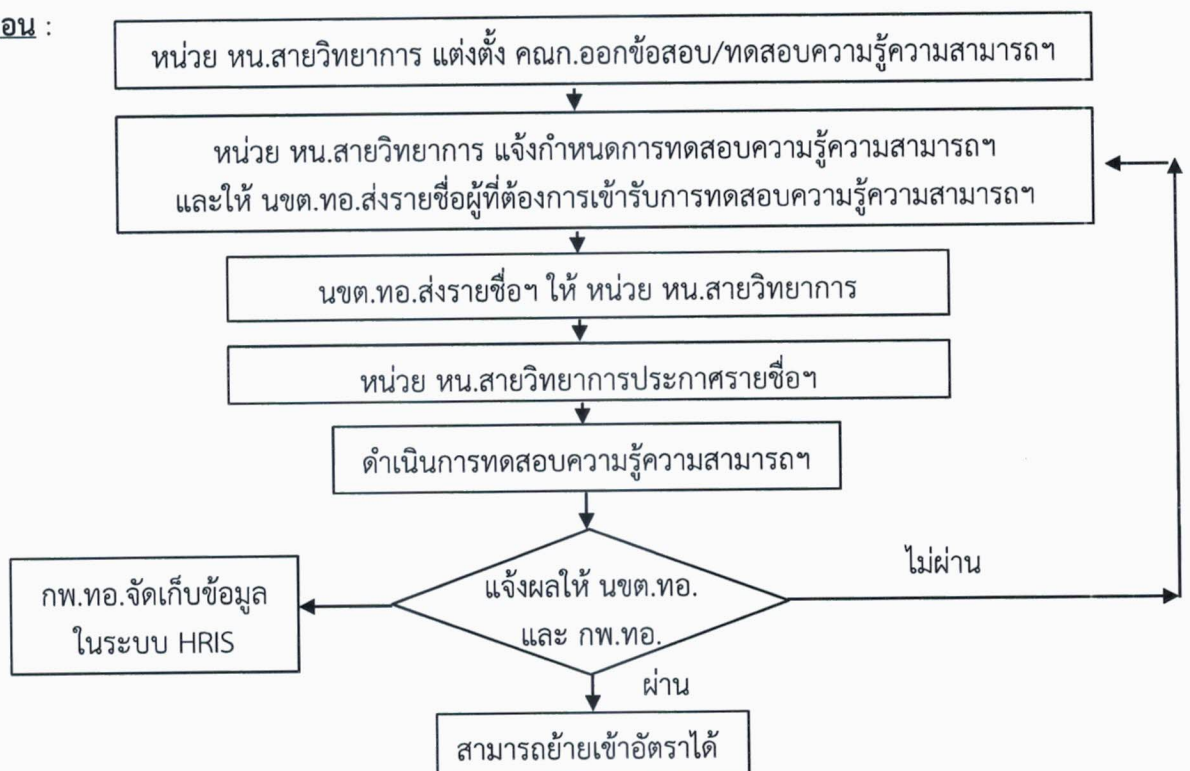 อน :
หน่วย หน.สายวิทยาการ แต่งตั้ง คณก.ออกข้อสอบ/ทดสอบความรู้ความสามารถฯ
หน่วย หน.สายวิทยาการ แจ้งกำหนดการทดสอบความรู้ความสามารถฯ
และให้ นขต.ทอ.ส่งรายชื่อผู้ที่ต้องการเข้ารับการทดสอบความรู้ความสามารถฯ
นขต.ทอ.ส่งรายชื่อฯ ให้ หน่วย หน.สายวิทยาการ
หน่วย หน.สายวิทยาการประกาศรายชื่อฯ
ดำเนินการทดสอบความรู้ความสามารถฯ
ไม่ผ่าน
แจ้งผลให้ นขต.ทอ.
และ กพ.ทอ.
กพ.ทอ.จัดเก็บข้อมูล
ในระบบ HRIS
ผ่าน
สามารถย้ายเข้าอัตราได้